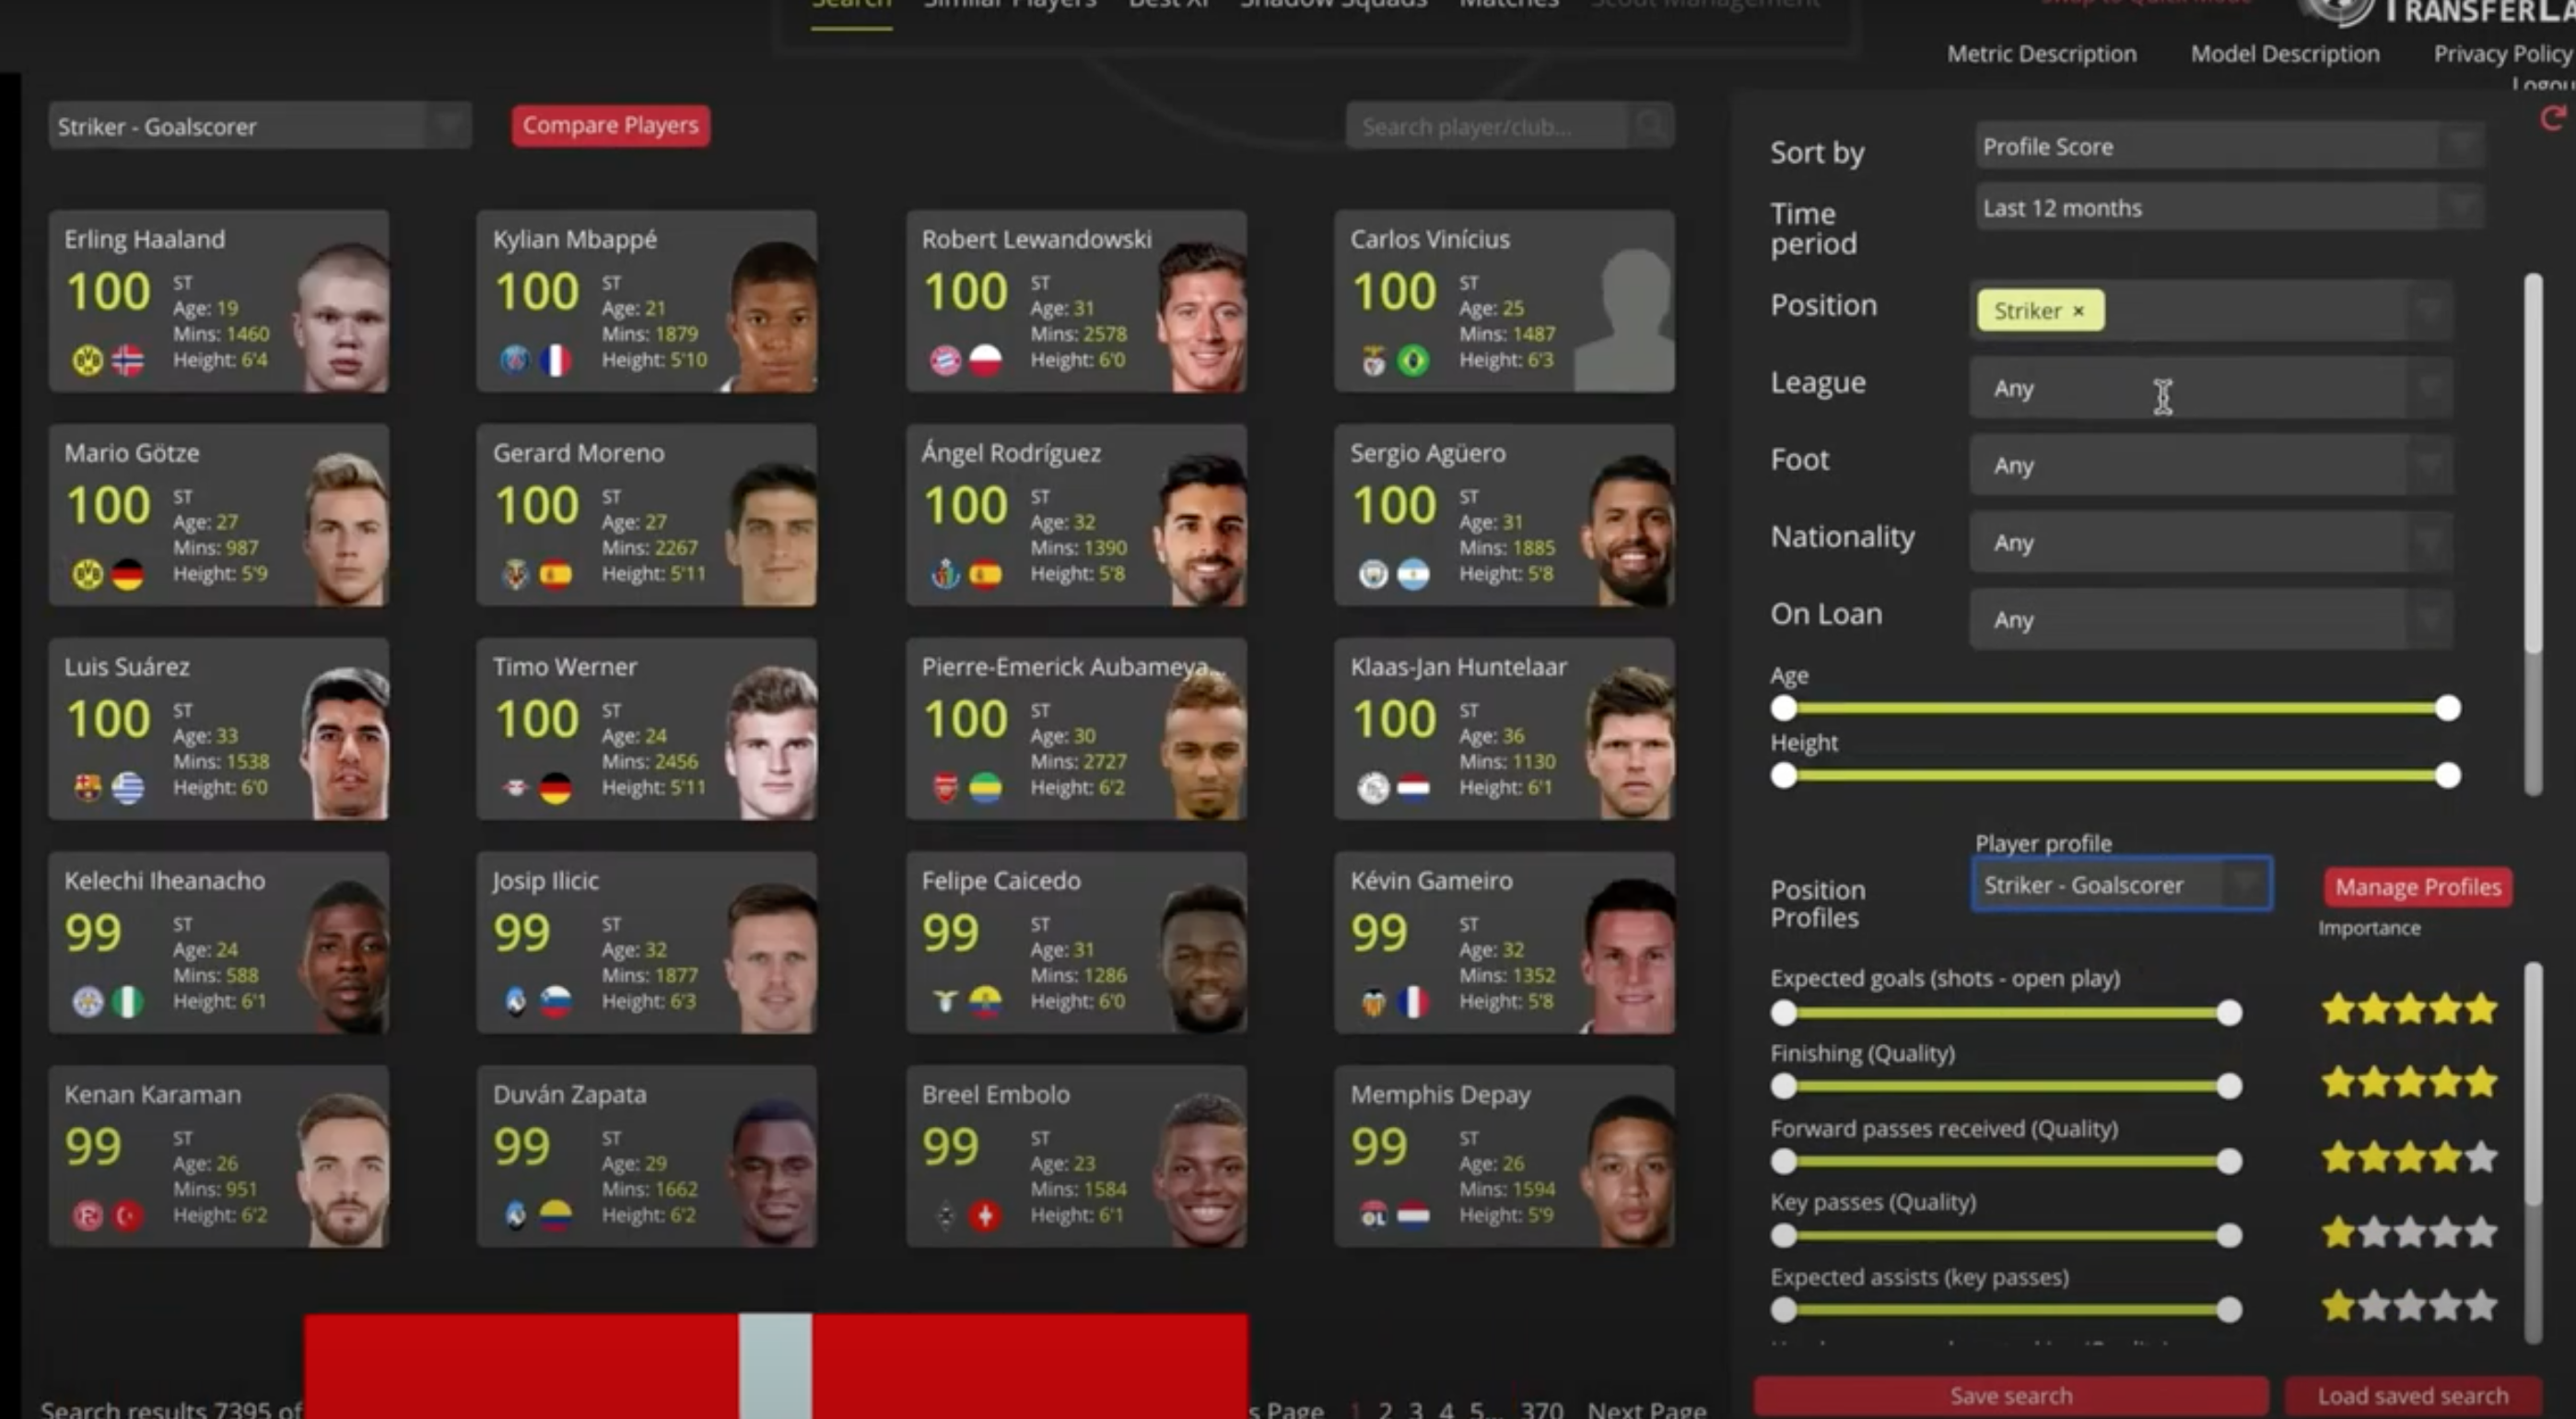 Search Similar Players Best XI Shadow Squads Matches Scout Management
Swap to Quick Mode
Metric Description Model Description Privacy Policy
Striker - Goalscorer
Compare Players
Search player/club...
Erling Haaland
100
ST
Age: 19
Mins: 1460
Height: 6'4
Kylian Mbappé
100
ST
Age: 21
Mins: 1879
Height: 5'10
Robert Lewandowski
100
ST
Age: 31
Mins: 2578
Height: 6'0
Carlos Vinícius
100
ST
Age: 25
Mins: 1487
Height: 6'3
Mario Götze
100
ST
Age: 27
Mins: 987
Height: 5'9
Gerard Moreno
100
ST
Age: 27
Mins: 2267
Height: 5'11
Ángel Rodríguez
100
ST
Age: 32
Mins: 1390
Height: 5'8
Sergio Agüero
100
ST
Age: 31
Mins: 1885
Height: 5'8
Luis Suárez
100
ST
Age: 33
Mins: 1538
Height: 6'0
Timo Werner
100
ST
Age: 24
Mins: 2456
Height: 5'11
Pierre-Emerick Aubameya...
100
ST
Age: 30
Mins: 2727
Height: 6'2
Klaas-Jan Huntelaar
100
ST
Age: 36
Mins: 1130
Height: 6'1
Kelechi Iheanacho
99
ST
Age: 24
Mins: 588
Height: 6'1
Josip Ilicic
99
ST
Age: 32
Mins: 1877
Height: 6'3
Felipe Caicedo
99
ST
Age: 31
Mins: 1286
Height: 6'0
Kévin Gameiro
99
ST
Age: 32
Mins: 1352
Height: 5'8
Kenan Karaman
99
ST
Age: 26
Mins: 951
Height: 6'2
Duván Zapata
99
ST
Age: 29
Mins: 1662
Height: 6'2
Breel Embolo
99
ST
Age: 23
Mins: 1584
Height: 6'1
Memphis Depay
99
ST
Age: 26
Mins: 1594
Height: 5'9
Search results 7395 of
s Page 1 2 3 4 5... 370 Next Page
Sort by
Profile Score
Time
period
Last 12 months
Position
Striker ×
League
Any
Foot
Any
Nationality
Any
On Loan
Any
Age
Height
Player profile
Position
Profiles
Striker - Goalscorer
Manage Profiles
Importance
Expected goals (shots - open play)
Finishing (Quality)
Forward passes received (Quality)
Key passes (Quality)
Expected assists (key passes)
Save search
Load saved search